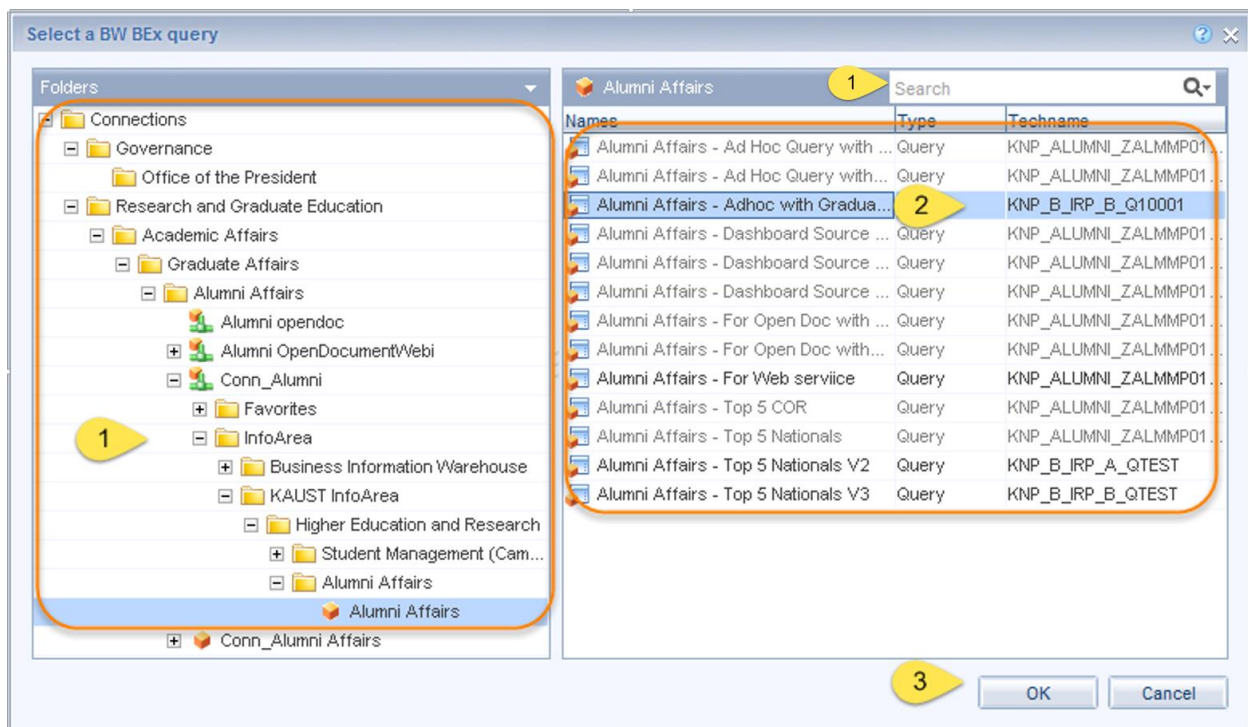 Select a BW BEx query
Folders
Connections
Governance
Office of the President
Research and Graduate Education
Academic Affairs
Graduate Affairs
Alumni Affairs
Alumni opendoc
Alumni OpenDocumentWebi
Conn_Alumni
Favorites
1 InfoArea
Business Information Warehouse
KAUST InfoArea
Higher Education and Research
Student Management (Cam...
Alumni Affairs
Alumni Affairs
Conn_Alumni Affairs
Alumni Affairs 1 Search
Names Type Techname
Alumni Affairs - Ad Hoc Query with ... Query KNP_ALUMNI_ZALMMP01...
Alumni Affairs - Ad Hoc Query with... Query KNP_ALUMNI_ZALMMP01...
Alumni Affairs - Adhoc with Gradua... 2 KNP_B_IRP_B_Q10001
Alumni Affairs - Dashboard Source ... Query KNP_ALUMNI_ZALMMP01...
Alumni Affairs - Dashboard Source ... Query KNP_ALUMNI_ZALMMP01...
Alumni Affairs - Dashboard Source ... Query KNP_ALUMNI_ZALMMP01...
Alumni Affairs - For Open Doc with ... Query KNP_ALUMNI_ZALMMP01...
Alumni Affairs - For Open Doc with... Query KNP_ALUMNI_ZALMMP01...
Alumni Affairs - For Web serviice Query KNP_ALUMNI_ZALMMP01...
Alumni Affairs - Top 5 COR Query KNP_ALUMNI_ZALMMP01...
Alumni Affairs - Top 5 Nationals Query KNP_ALUMNI_ZALMMP01...
Alumni Affairs - Top 5 Nationals V2 Query KNP_B_IRP_A_QTEST
Alumni Affairs - Top 5 Nationals V3 Query KNP_B_IRP_B_QTEST
3 OK Cancel